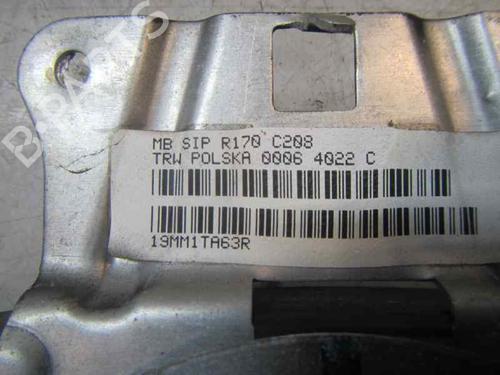 B-PARTS
MB SIP R170 C208
TRW POLSKA 0006 4022 C
19MM1TA63R